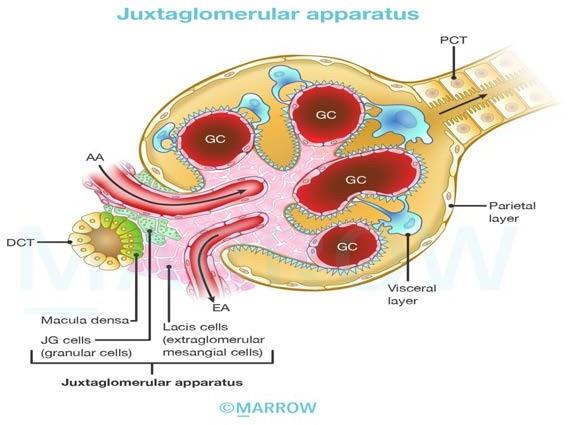 Juxtaglomerular apparatus
PCT
GC
GC
AA
GC
Parietal
layer
DCT
GC
MARROW
Visceral
layer
EA
Macula densa
Lacis cells
(extraglomerular
mesangial cells)
JG cells
(granular cells)
Juxtaglomerular apparatus
©MARROW